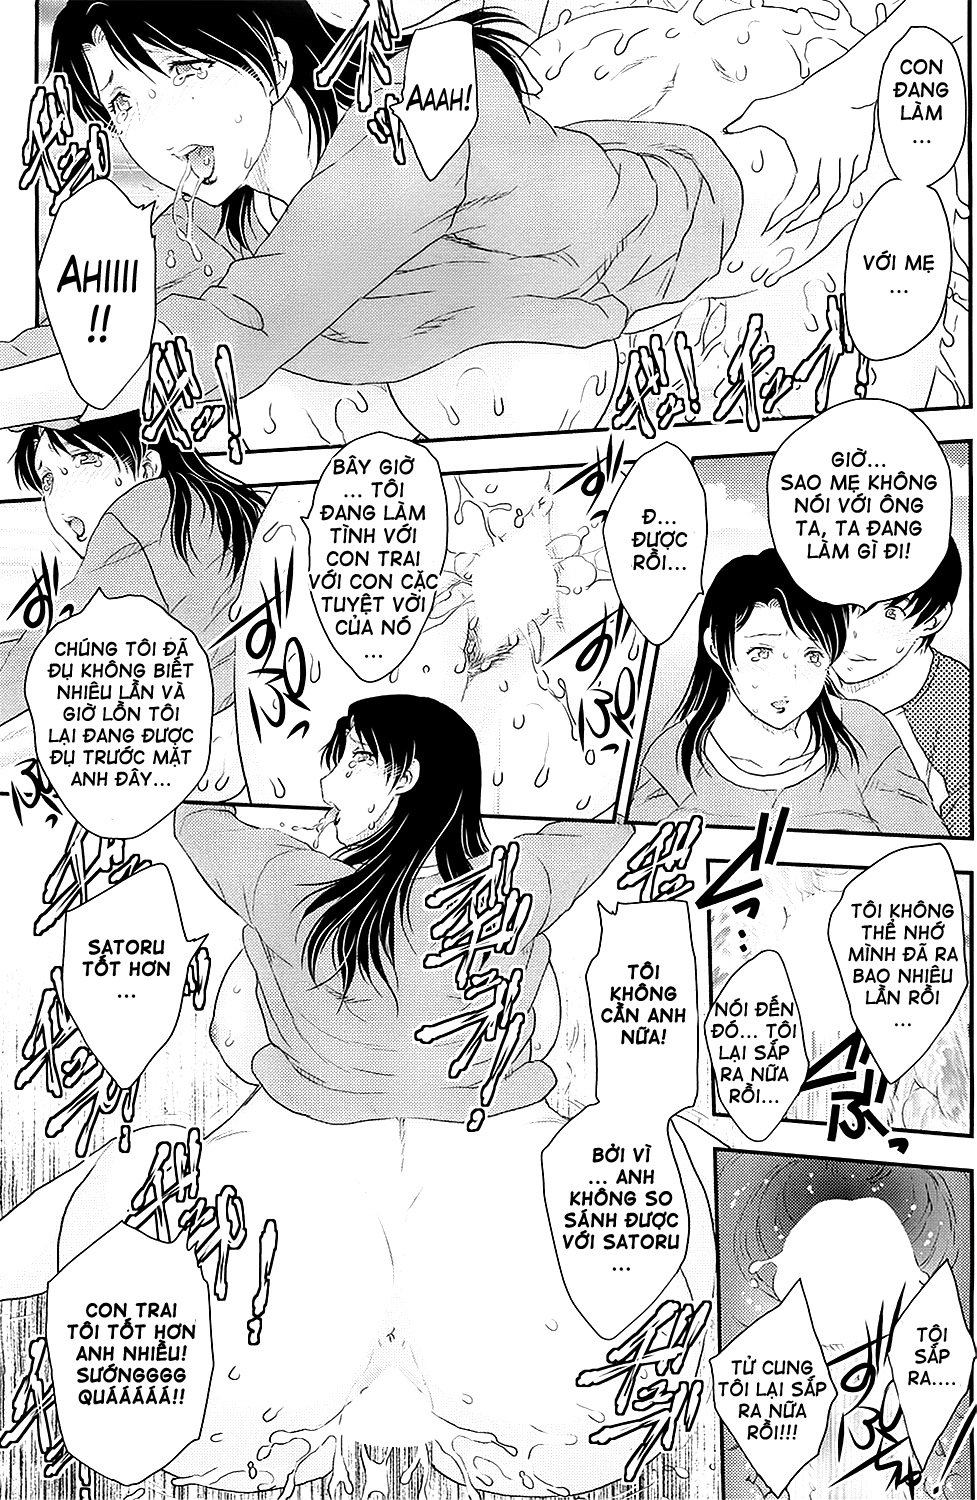 CON
ĐANG
LÀM
...
VỚI MẸ
...
AAAH!
AHIIII
!!
GIỜ...
SAO MẸ KHÔNG
NÓI VỚI ÔNG
TA, TA ĐANG
LÀM GÌ ĐI!
Đ...
ĐƯỢC
RỒI...
BÂY GIỜ
... TÔI
ĐANG LÀM
TÌNH VỚI
CON TRAI
VỚI CON CẶC
TUYỆT VỜI
CỦA NÓ
...
CHÚNG TÔI ĐÃ
ĐỤ KHÔNG BIẾT
NHIÊU LẦN VÀ
GIỜ LỒN TÔI
LẠI ĐANG ĐƯỢC
ĐỤ TRƯỚC MẶT
ANH ĐÂY...
TÔI KHÔNG
THỂ NHỚ
MÌNH ĐÃ RA
BAO NHIÊU
LẦN RỒI
...
NÓI ĐẾN
ĐÓ... TÔI
LẠI SẮP
RA NỮA
RỒI...
TÔI
SẮP
RA....
TỬ CUNG
TÔI LẠI SẮP
RA NỮA
RỒI!!!
TÔI
KHÔNG
CẦN ANH
NỮA!
BỞI VÌ
... ANH
KHÔNG SO
SÁNH ĐƯỢC
VỚI SATORU
...
SATORU
TỐT HƠN
...
CON TRAI
TÔI TỐT HƠN
ANH NHIỀU!
SƯỚNGGGG
QUÁÁÁÁÁ!!